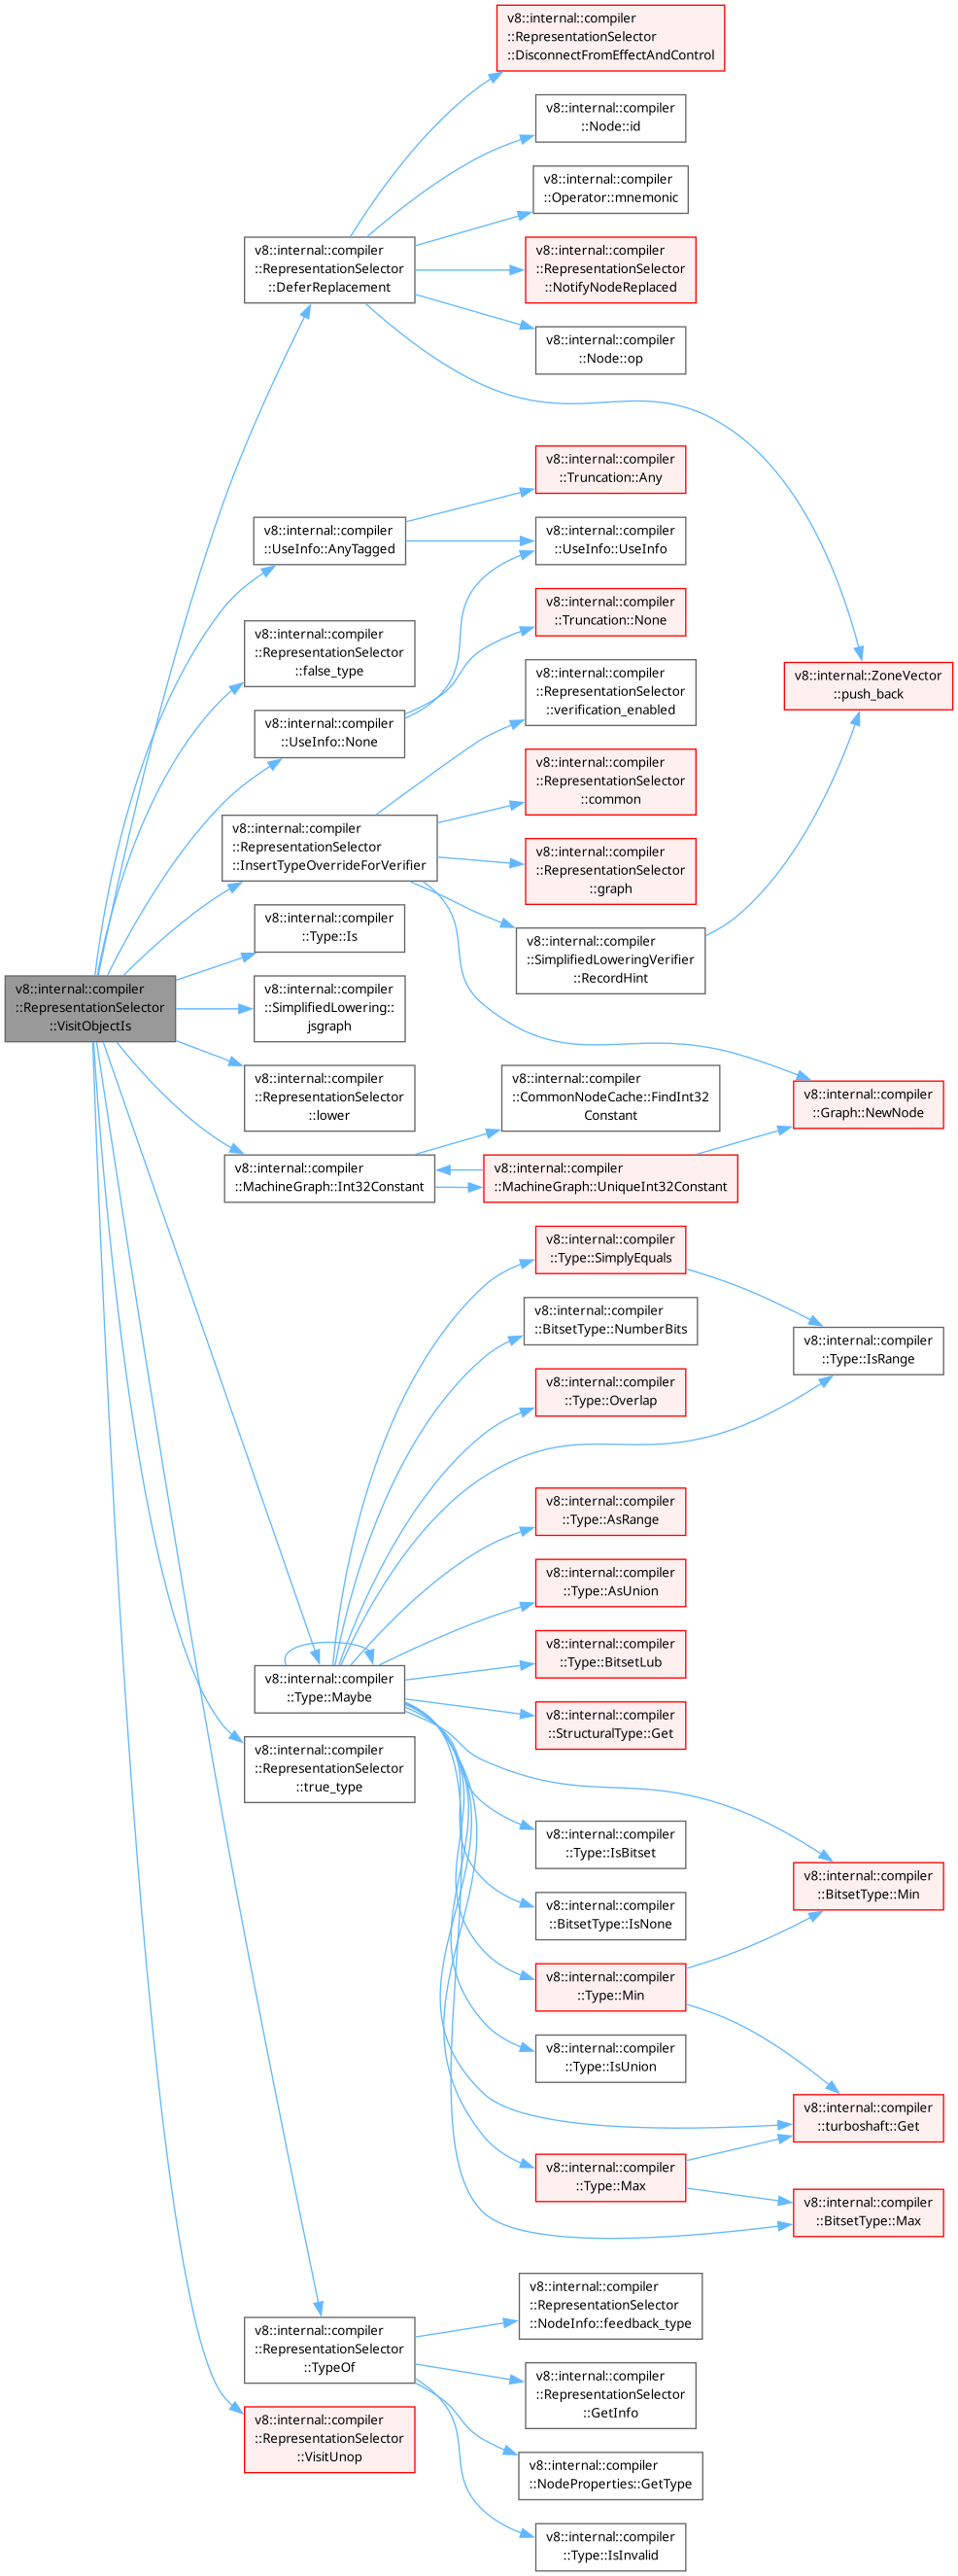 v8::internal::compiler
::RepresentationSelector
::VisitObjectIs
v8::internal::compiler
::RepresentationSelector
::DeferReplacement
v8::internal::compiler
::RepresentationSelector
::DisconnectFromEffectAndControl
v8::internal::compiler
::Node::id
v8::internal::compiler
::Operator::mnemonic
v8::internal::compiler
::RepresentationSelector
::NotifyNodeReplaced
v8::internal::compiler
::Node::op
v8::internal::ZoneVector
::push_back
v8::internal::compiler
::UseInfo::AnyTagged
v8::internal::compiler
::Truncation::Any
v8::internal::compiler
::UseInfo::UseInfo
v8::internal::compiler
::RepresentationSelector
::false_type
v8::internal::compiler
::UseInfo::None
v8::internal::compiler
::Truncation::None
v8::internal::compiler
::RepresentationSelector
::InsertTypeOverrideForVerifier
v8::internal::compiler
::RepresentationSelector
::verification_enabled
v8::internal::compiler
::RepresentationSelector
::common
v8::internal::compiler
::RepresentationSelector
::graph
v8::internal::compiler
::SimplifiedLoweringVerifier
::RecordHint
v8::internal::compiler
::Graph::NewNode
v8::internal::compiler
::Type::Is
v8::internal::compiler
::SimplifiedLowering::
jsgraph
v8::internal::compiler
::RepresentationSelector
::lower
v8::internal::compiler
::MachineGraph::Int32Constant
v8::internal::compiler
::CommonNodeCache::FindInt32
Constant
v8::internal::compiler
::MachineGraph::UniqueInt32Constant
v8::internal::compiler
::Type::Maybe
v8::internal::compiler
::Type::SimplyEquals
v8::internal::compiler
::BitsetType::NumberBits
v8::internal::compiler
::Type::Overlap
v8::internal::compiler
::Type::IsRange
v8::internal::compiler
::Type::AsRange
v8::internal::compiler
::Type::AsUnion
v8::internal::compiler
::Type::BitsetLub
v8::internal::compiler
::StructuralType::Get
v8::internal::compiler
::Type::IsBitset
v8::internal::compiler
::BitsetType::IsNone
v8::internal::compiler
::Type::Min
v8::internal::compiler
::BitsetType::Min
v8::internal::compiler
::Type::IsUnion
v8::internal::compiler
::turboshaft::Get
v8::internal::compiler
::Type::Max
v8::internal::compiler
::BitsetType::Max
v8::internal::compiler
::RepresentationSelector
::true_type
v8::internal::compiler
::RepresentationSelector
::TypeOf
v8::internal::compiler
::RepresentationSelector
::NodeInfo::feedback_type
v8::internal::compiler
::RepresentationSelector
::GetInfo
v8::internal::compiler
::NodeProperties::GetType
v8::internal::compiler
::Type::IsInvalid
v8::internal::compiler
::RepresentationSelector
::VisitUnop